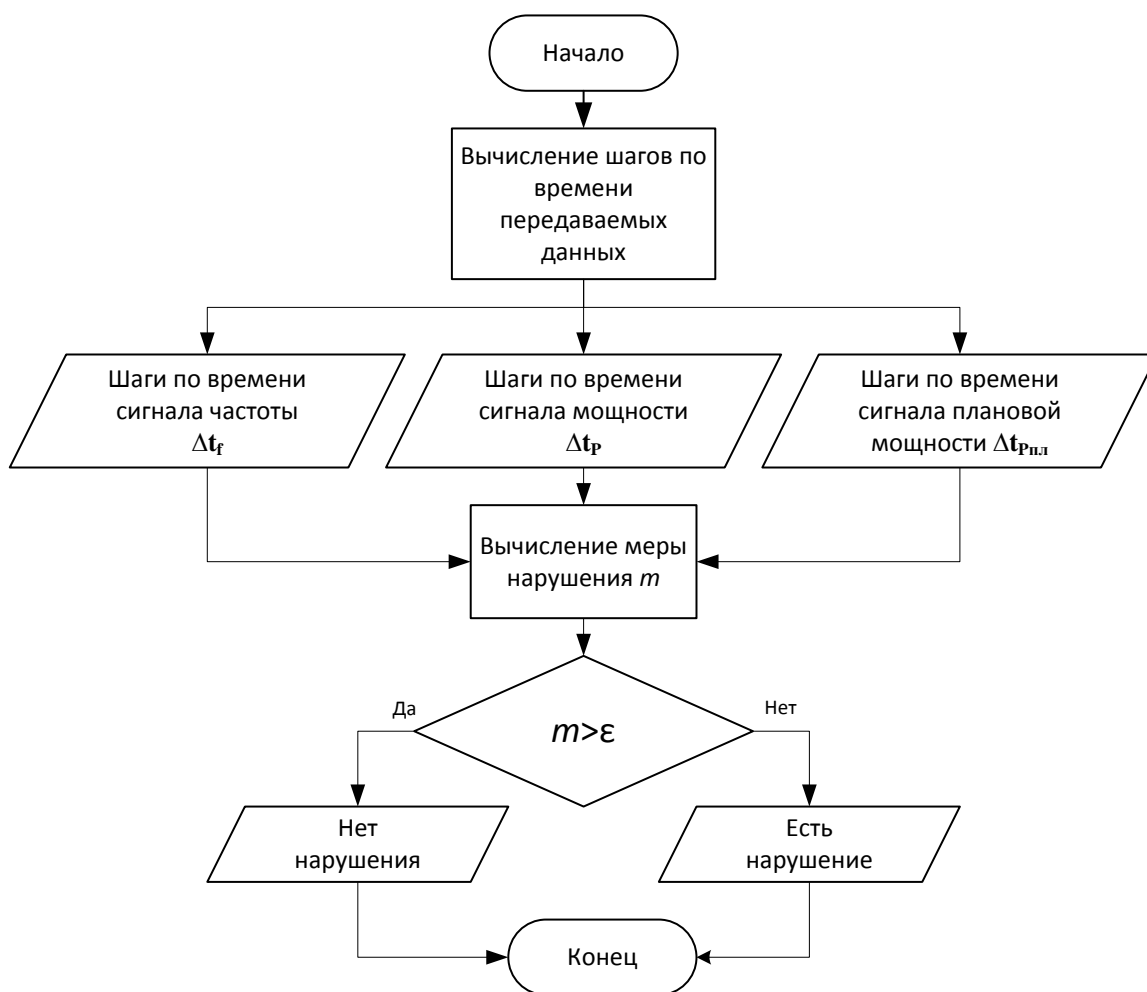 Начало
Вычисление шагов по
времени
передаваемых
данных
Шаги по времени
сигнала частоты
Δtf
Шаги по времени
сигнала мощности
ΔtP
Шаги по времени
сигнала плановой
мощности ΔtPпл
Вычисление меры
нарушения m
Да
m>ε
Нет
Нет
нарушения
Есть
нарушение
Конец